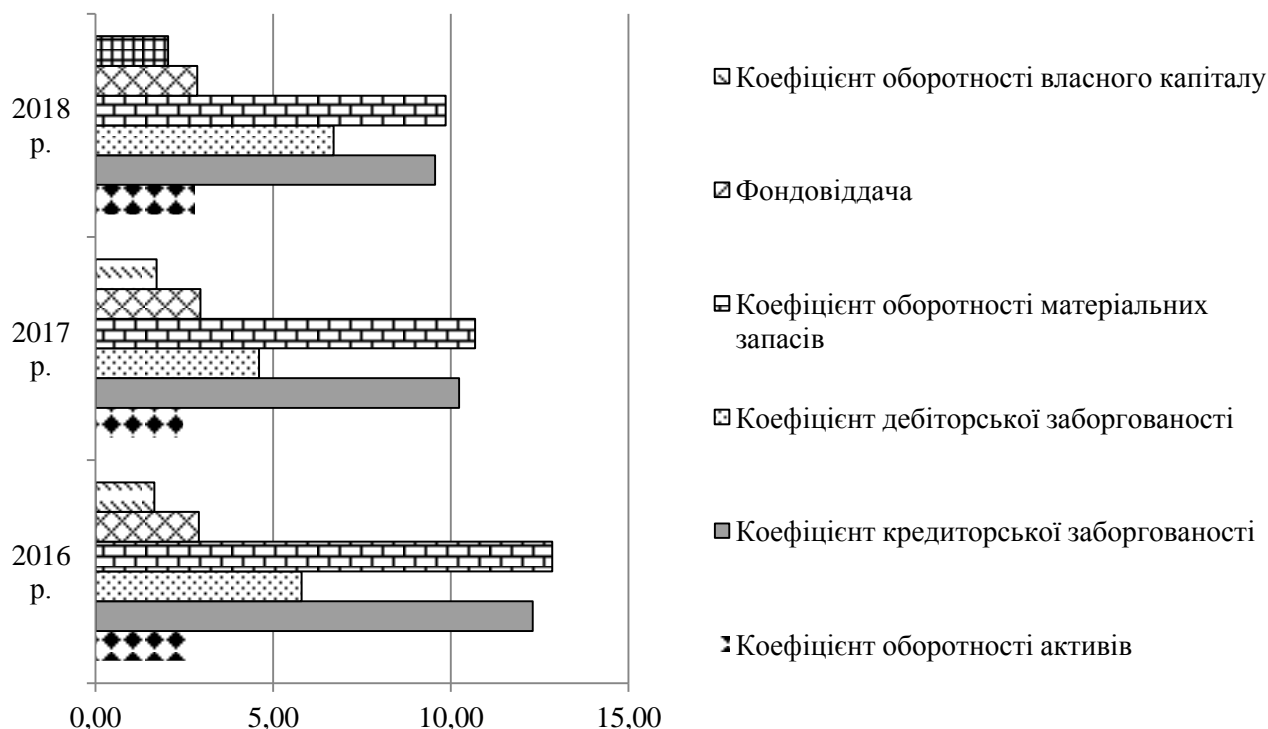 2018
р.
2017
р.
2016
р.
0,00
5,00
10,00
15,00
Коефіцієнт оборотності власного капіталу
Фондовіддача
Коефіцієнт оборотності матеріальних
запасів
Коефіцієнт дебіторської заборгованості
Коефіцієнт кредиторської заборгованості
Коефіцієнт оборотності активів